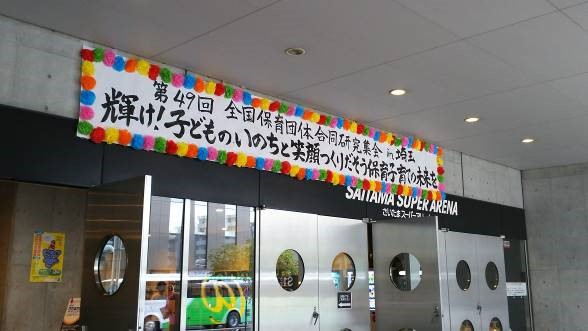 第49回 全国保育団体合同研究集会 in 埼玉
輝け!子どものいのちと笑顔つくりだそう保育子育ての未来を
SAITAMA SUPER ARENA
さいたまスーパーアリーナ